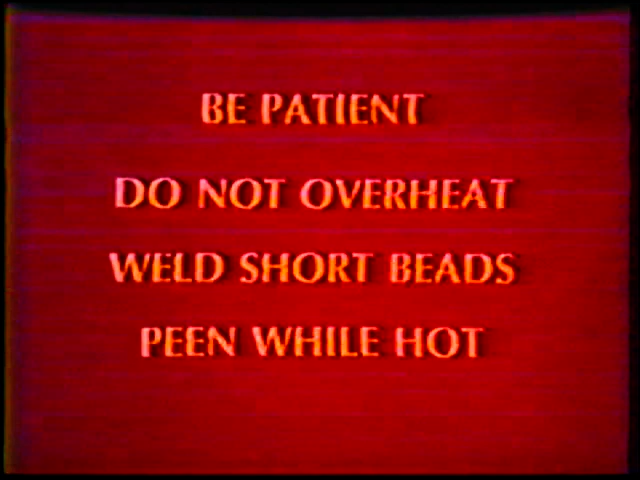 BE PATIENT
DO NOT OVERHEAT
WELD SHORT BEADS
PEEN WHILE HOT